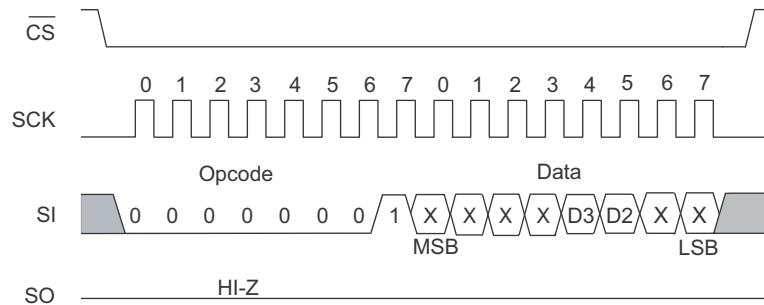 CS
0 1 2 3 4 5 6 7 0 1 2 3 4 5 6 7
SCK
Opcode Data
SI 0 0 0 0 0 0 0 1 X X X X D3 D2 X X
MSB LSB
HI-Z
SO